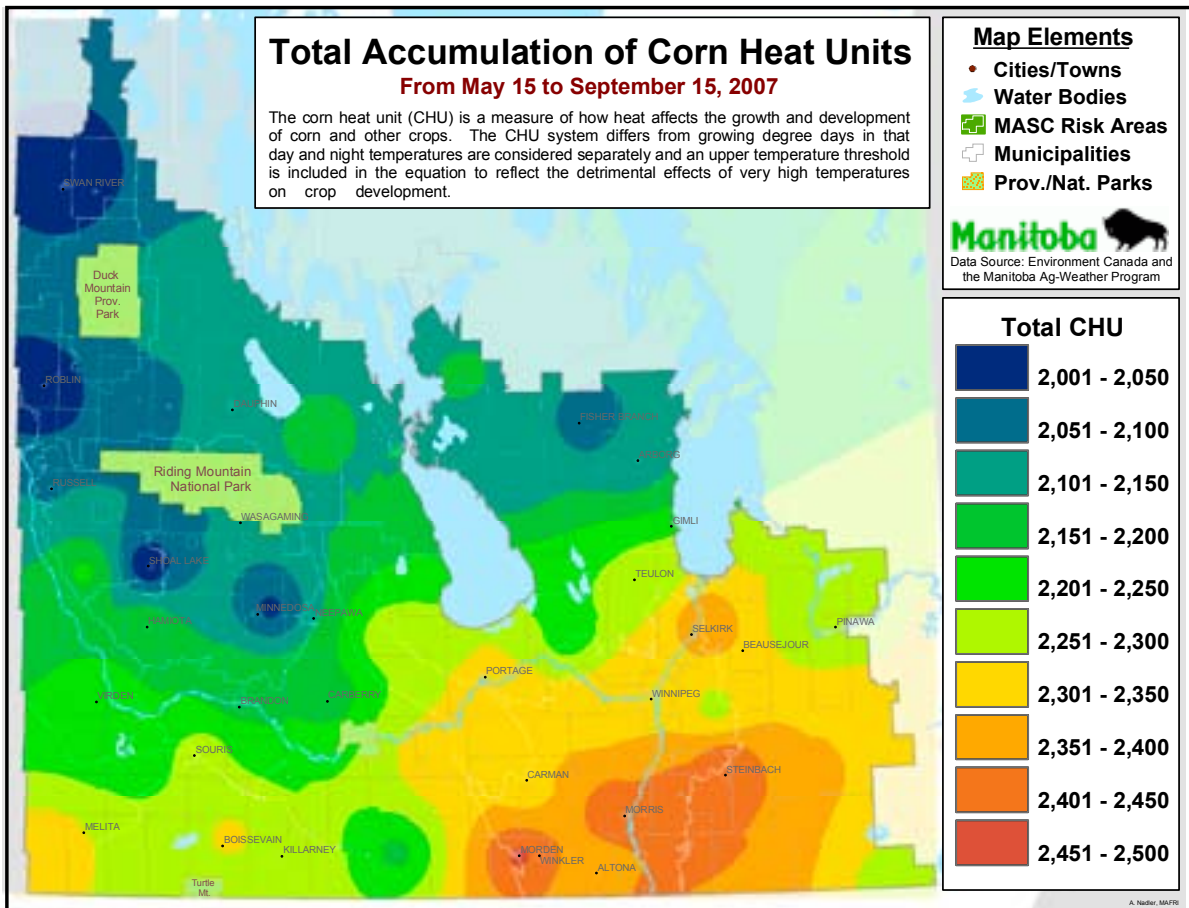 Total Accumulation of Corn Heat Units
From May 15 to September 15, 2007
The corn heat unit (CHU) is a measure of how heat affects the growth and development
of corn and other crops. The CHU system differs from growing degree days in that
day and night temperatures are considered separately and an upper temperature threshold
is included in the equation to reflect the detrimental effects of very high temperatures
on crop development.
Map Elements
Cities/Towns
Water Bodies
MASC Risk Areas
Municipalities
Prov./Nat. Parks
Manitoba
Data Source: Environment Canada and
the Manitoba Ag-Weather Program
Total CHU
2,001 - 2,050
2,051 - 2,100
2,101 - 2,150
2,151 - 2,200
2,201 - 2,250
2,251 - 2,300
2,301 - 2,350
2,351 - 2,400
2,401 - 2,450
2,451 - 2,500
SWAN RIVER
Duck
Mountain
Prov.
Park
ROBLIN
DAUPHIN
FISHER BRANCH
ARBORG
Riding Mountain
National Park
RUSSELL
WASAGAMING
GIMLI
SHOAL LAKE
TEULON
MINNEDOSA
NEEPAWA
HAMIOTA
SELKIRK
PINAWA
BEAUSEJOUR
PORTAGE
VIRDEN
BRANDON
CARBERRY
WINNIPEG
SOURIS
CARMAN
STEINBACH
MORRIS
MELITA
BOISSEVAIN
KILLARNEY
MORDEN
WINKLER
ALTONA
Turtle
Mt.
A. Nadler, MAFRI